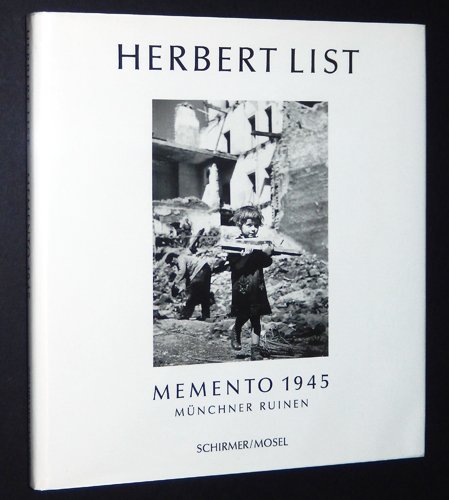 HERBERT LIST
MEMENTO 1945
MÜNCHNER RUINEN
SCHIRMER/MOSEL